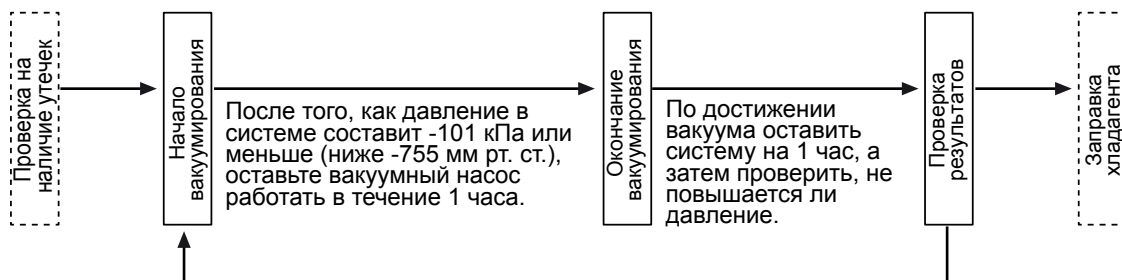 Проверка на
наличие утечек
Начало
вакуумирования
После того, как давление в
системе составит -101 кПа или
меньше (ниже -755 мм рт. ст.),
оставьте вакуумный насос
работать в течение 1 часа.
Окончание
вакуумирования
По достижении
вакуума оставить
систему на 1 час, а
затем проверить, не
повышается ли
давление.
Проверка
результатов
Заправка
хладагента